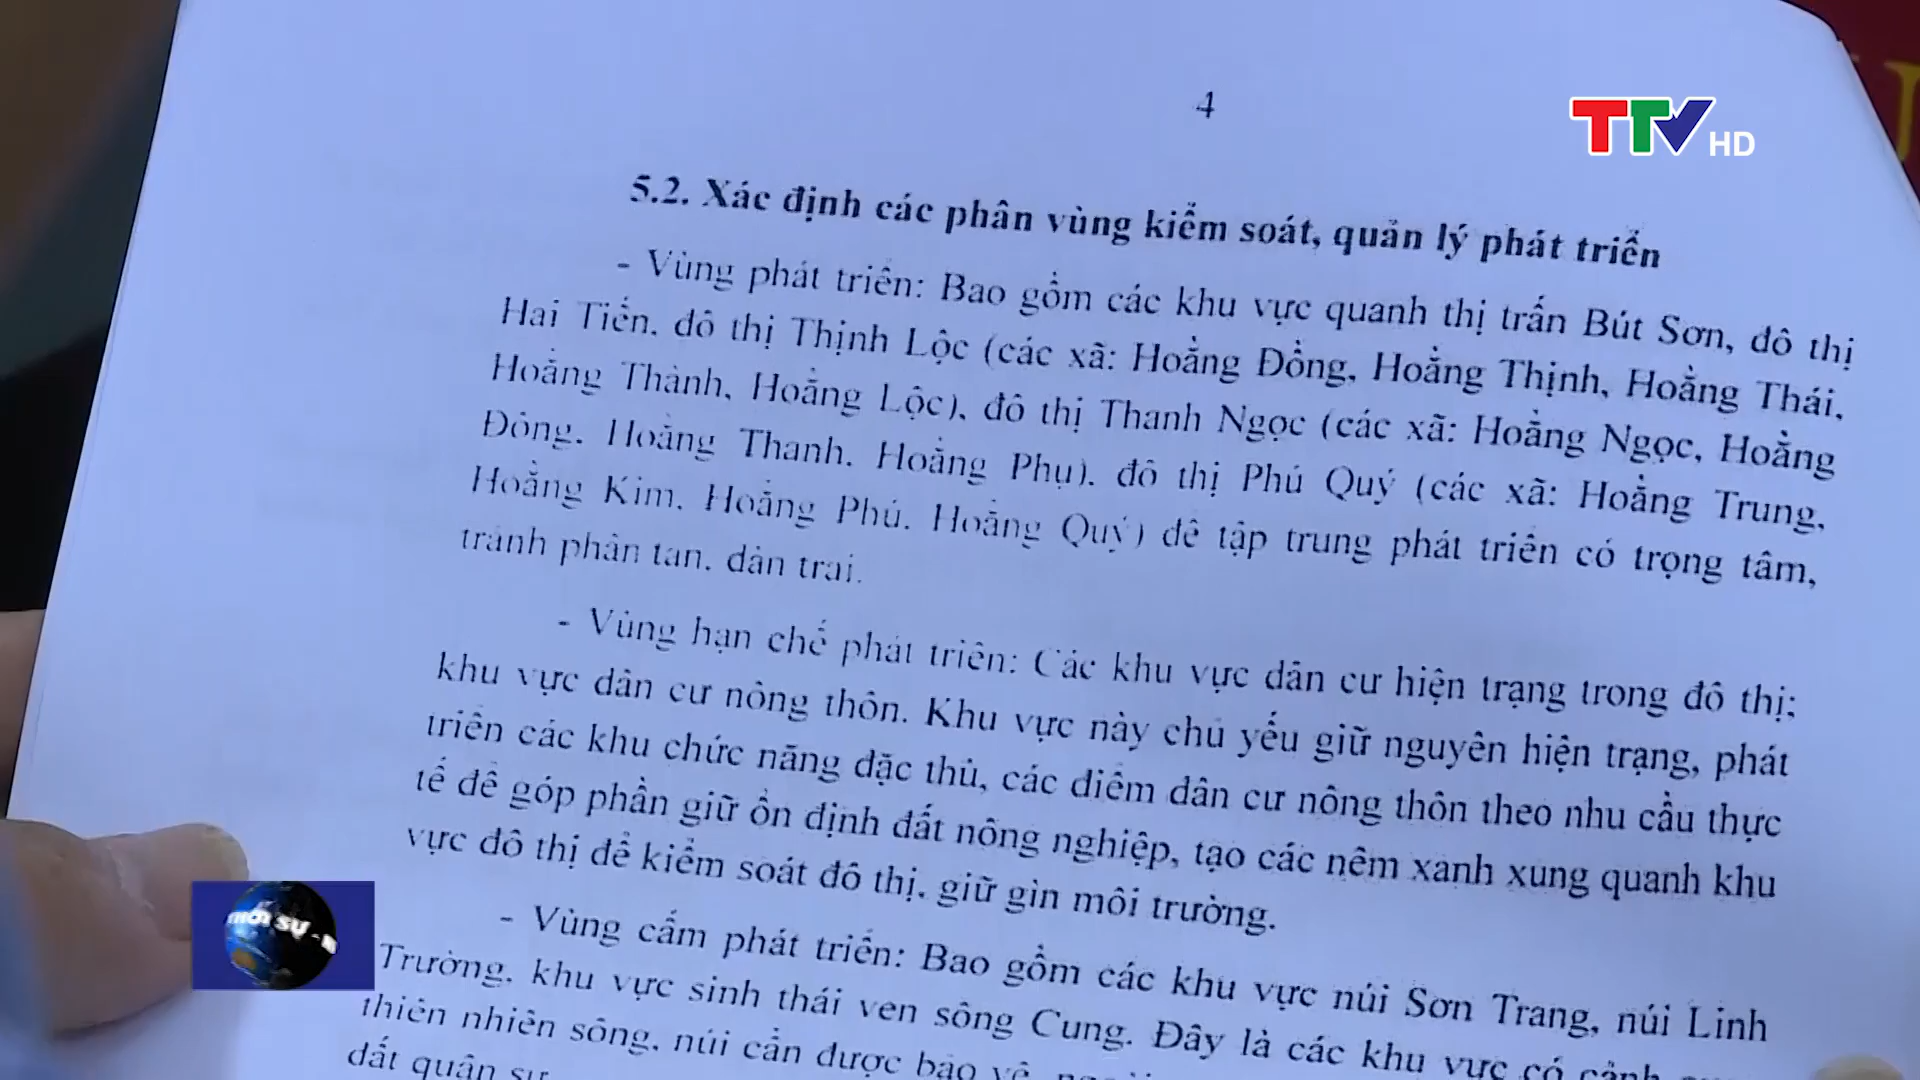 4
TTV HD
5.2. Xác định các phân vùng kiểm soát, quản lý phát triển
- Vùng phát triển: Bao gồm các khu vực quanh thị trấn Bút Sơn, đô thị
Hai Tiến, đô thị Thịnh Lộc (các xã: Hoằng Đồng, Hoằng Thịnh, Hoằng Thái,
Hoằng Thành, Hoằng Lộc), đô thị Thanh Ngọc (các xã: Hoằng Ngọc, Hoằng
Đông, Hoằng Thanh, Hoằng Phụ), đô thị Phú Quý (các xã: Hoằng Trung,
Hoằng Kim, Hoằng Phú, Hoằng Quý) để tập trung phát triển có trọng tâm,
tránh phân tán, dàn trải.
- Vùng hạn chế phát triển: Các khu vực dân cư hiện trạng trong đô thị;
khu vực dân cư nông thôn. Khu vực này chủ yếu giữ nguyên hiện trạng, phát
triển các khu chức năng đặc thù, các điểm dân cư nông thôn theo nhu cầu thực
tế để góp phần giữ ổn định đất nông nghiệp, tạo các nêm xanh xung quanh khu
vực đô thị để kiểm soát đô thị, giữ gìn môi trường.
- Vùng cấm phát triển: Bao gồm các khu vực núi Sơn Trang, núi Linh
Trường, khu vực sinh thái ven sông Cung. Đây là các khu vực có cảnh
thiên nhiên sông, núi cần được bảo vệ,
đất quân sự
THỜI SỰ